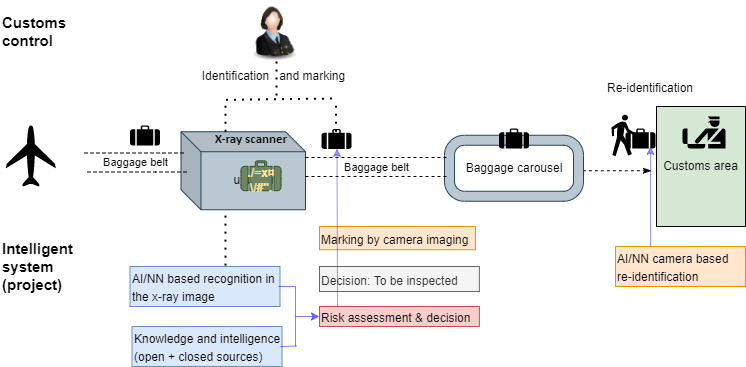 Customs
control
Identification and marking
Re-identification
X-ray scanner
Baggage belt
Baggage belt
Baggage carousel
Customs area
Intelligent
system
(project)
Marking by camera imaging
AI/NN camera based
re-identification
AI/NN based recognition in
the x-ray image
Decision: To be inspected
Risk assessment & decision
Knowledge and intelligence
(open + closed sources)